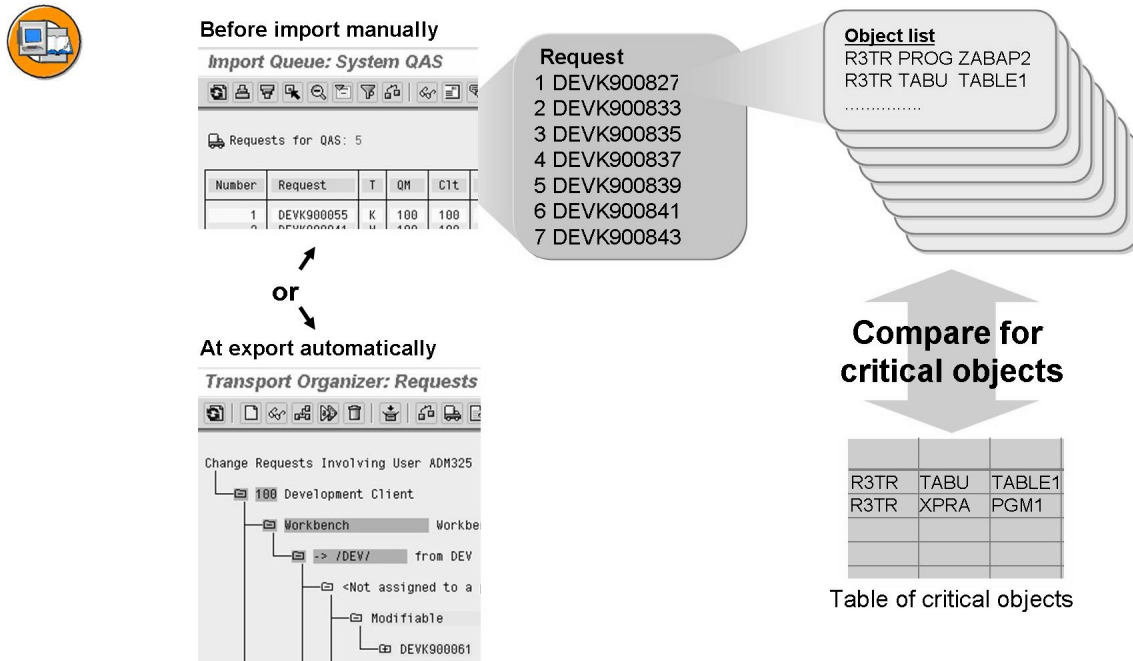 Before import manually
Import Queue: System QAS
Requests for QAS: 5
Number Request T QM Clt
1 DEVK900055 K 100 100
or
At export automatically
Transport Organizer: Requests
Change Requests Involving User ADM325
100 Development Client
Workbench Workbe
-> /DEV/ from DEV
<Not assigned to a
Modifiable
DEVK900061
Request
1 DEVK900827
2 DEVK900833
3 DEVK900835
4 DEVK900837
5 DEVK900839
6 DEVK900841
7 DEVK900843
Object list
R3TR PROG ZABAP2
R3TR TABU TABLE1
...............
Compare for
critical objects
R3TR TABU TABLE1
R3TR XPRA PGM1
Table of critical objects